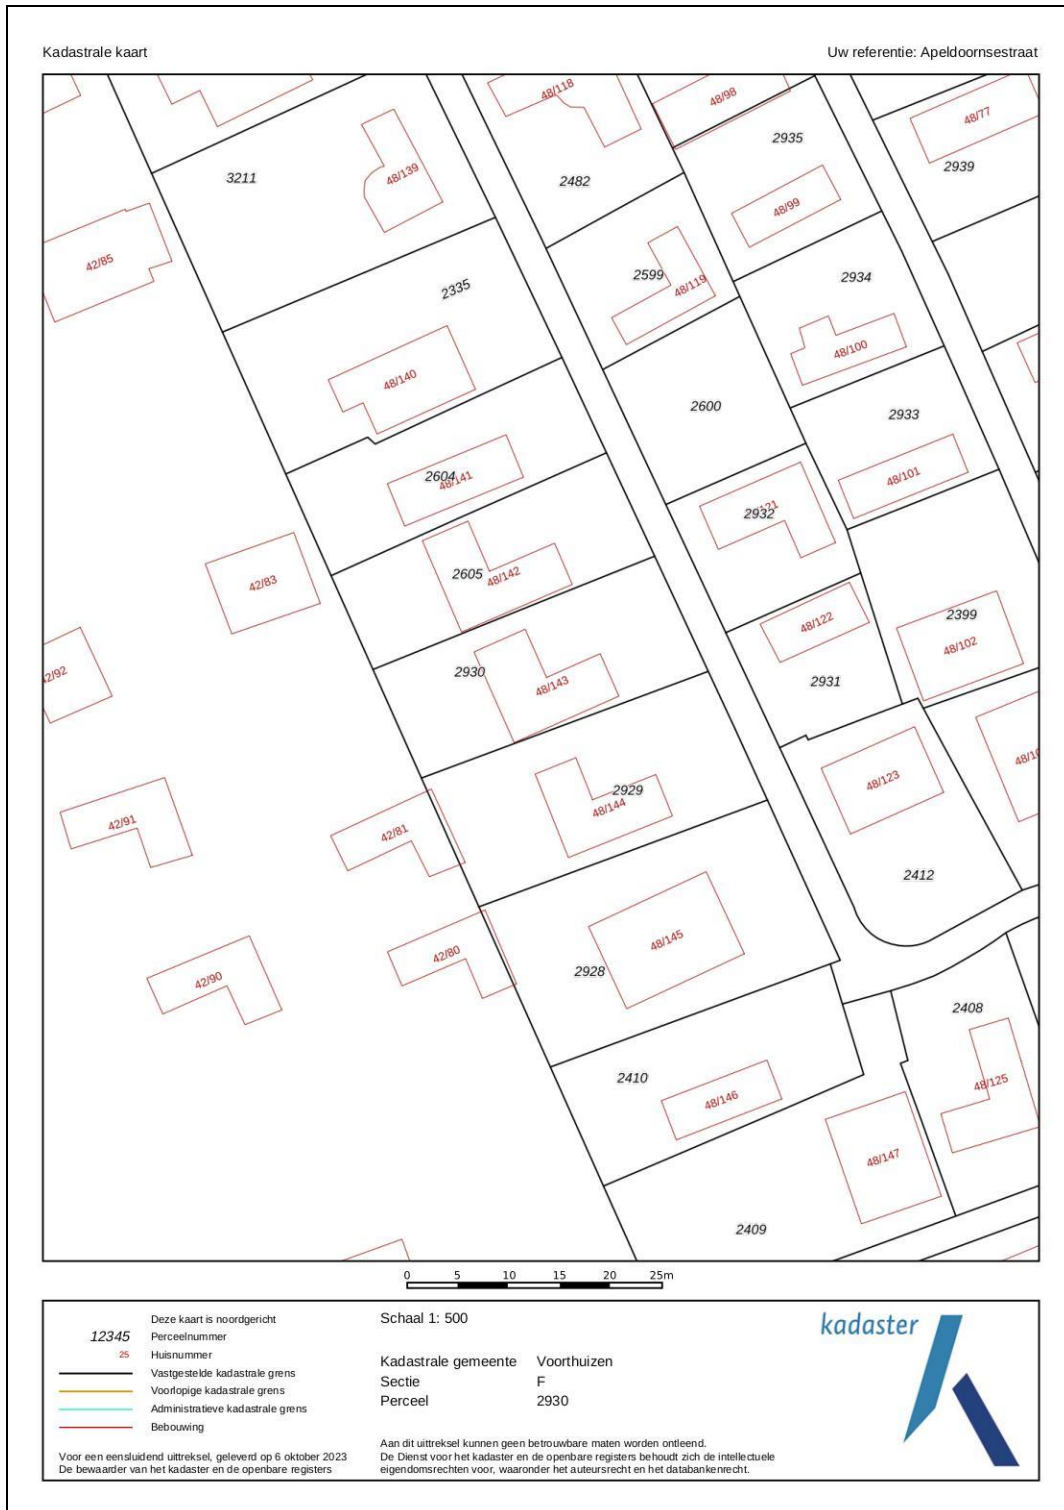 Kadastrale kaart
Uw referentie: Apeldoornsestraat
48/118
48/98
48/77
2935
2939
48/139
3211
2482
48/99
42/85
2599
48/119
2934
2335
48/100
48/140
2600
2933
2604
48/141
48/101
2932
42/83
2605
48/142
48/122
2399
48/102
2930
48/143
2931
42/92
48/123
2929
48/144
42/91
42/81
2412
48/145
42/80
2928
42/90
2408
2410
48/146
48/125
48/147
2409
0 5 10 15 20 25m
Deze kaart is noordgericht
12345 Perceelnummer
25 Huisnummer
Vastgestelde kadastrale grens
Voorlopige kadastrale grens
Administratieve kadastrale grens
Bebouwing
Voor een eensluidend uittreksel, geleverd op 6 oktober 2023
De bewaarder van het kadaster en de openbare registers
Schaal 1: 500
Kadastrale gemeente Voorthuizen
Sectie F
Perceel 2930
Aan dit uittreksel kunnen geen betrouwbare maten worden ontleend.
De Dienst voor het kadaster en de openbare registers behoudt zich de intellectuele
eigendomsrechten voor, waaronder het auteursrecht en het databankenrecht.
kadaster